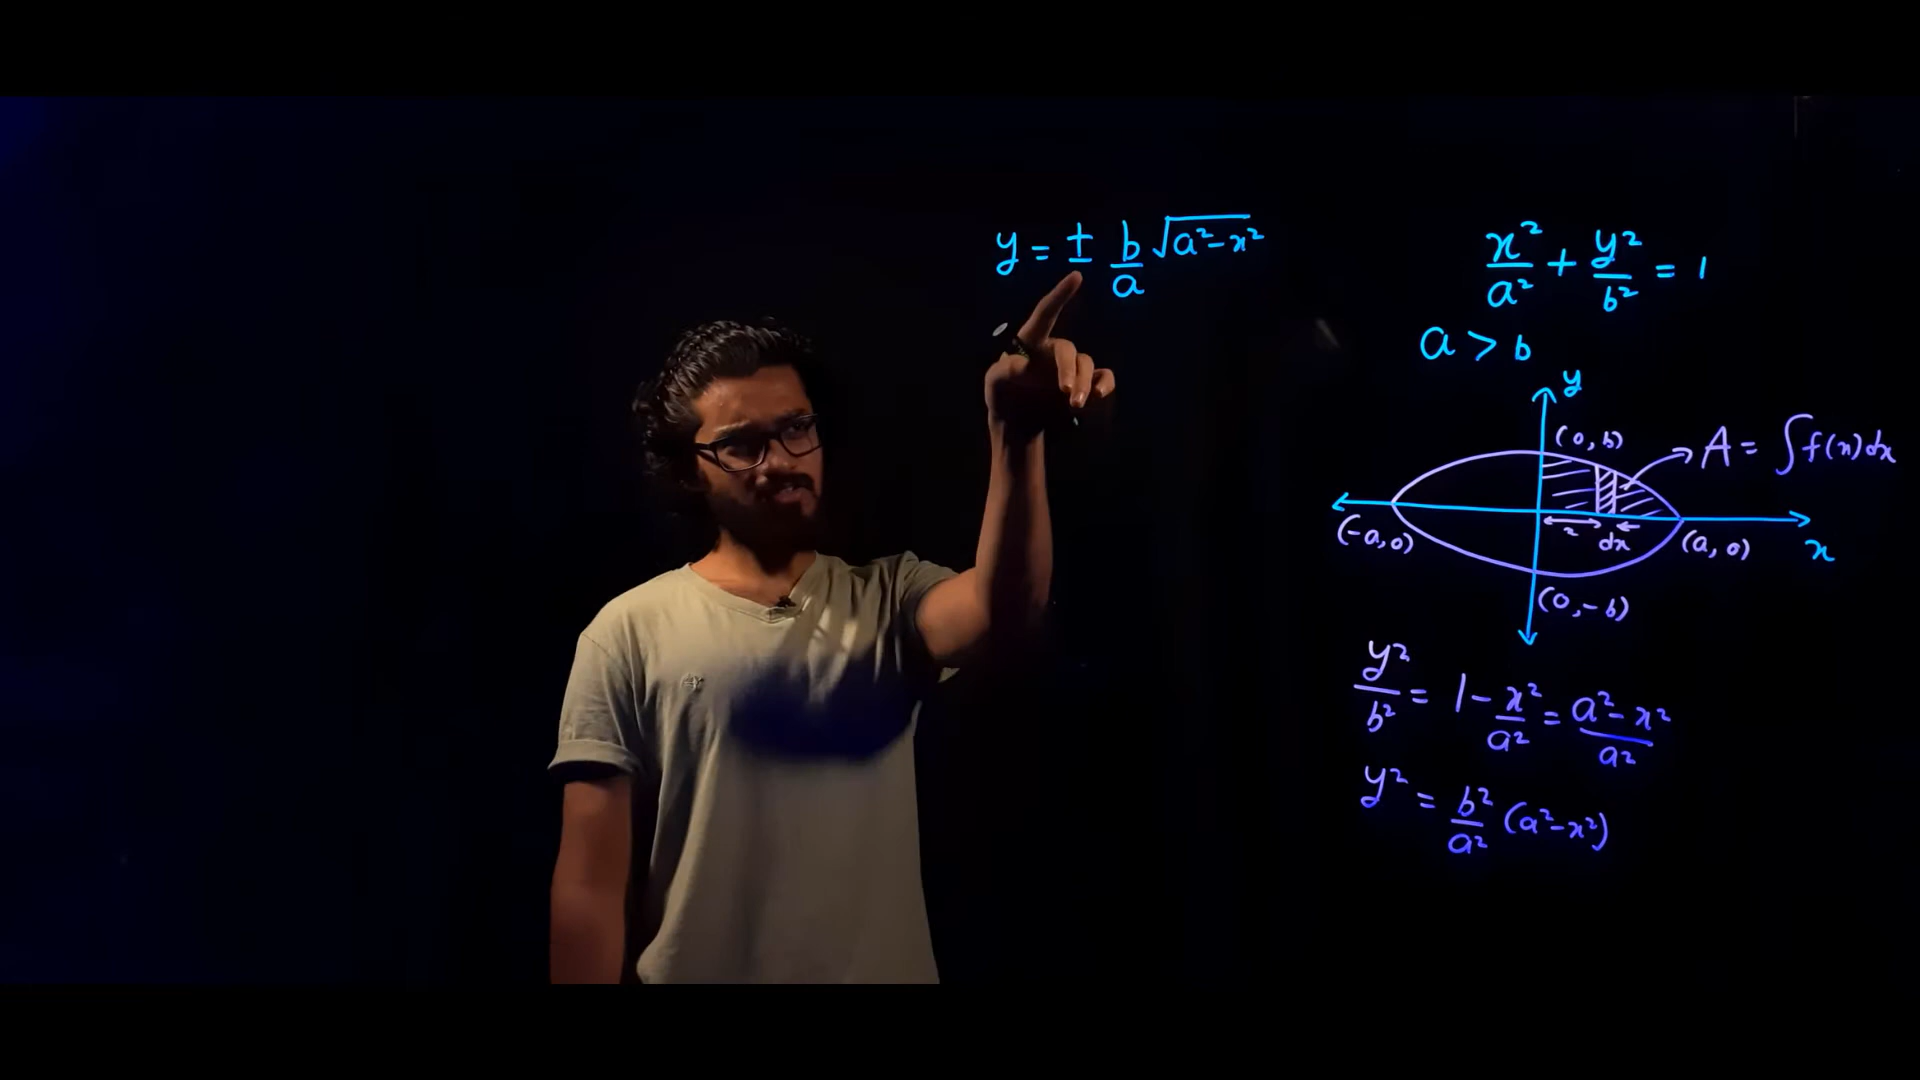 y = ± b/a √(a²-x²)
x²/a² + y²/b² = 1
a > b
y
(0, b)
A = ∫f(x)dx
(-a, 0)
x
dx
(a, 0)
x
(0, -b)
y²/b² = 1 - x²/a² = a²-x²/a²
y² = b²/a² (a²-x²)